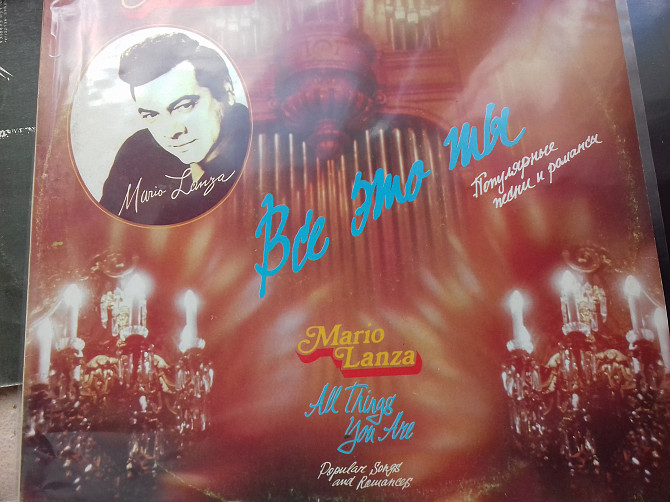 Mario Lanza
Все это ты
Популярные
песни и романсы
Mario
Lanza
All Things
You Are
Popular Songs
and Romances